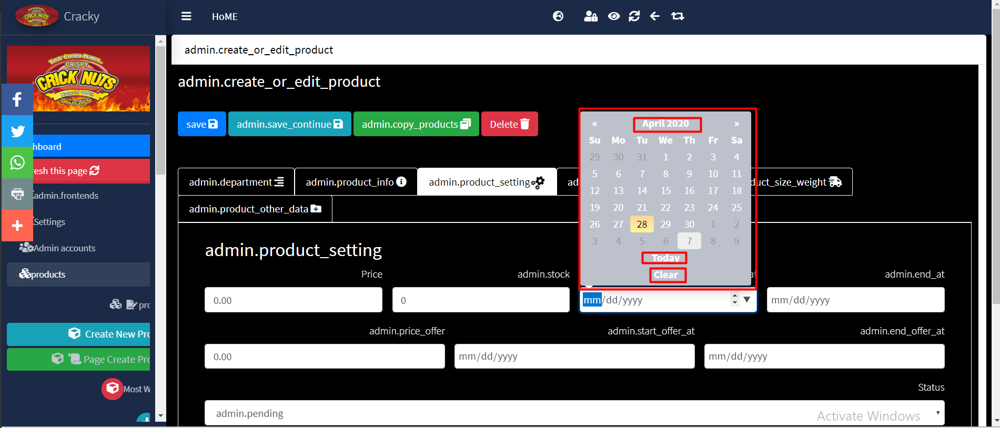 Cracky
HoME
admin.create_or_edit_product
admin.create_or_edit_product
Tasty Coated Peanut..
CRISPY
CRICK NUTS
Natural 100%
save
admin.save_continue
admin.copy_products
Delete
« April 2020 »
Su Mo Tu We Th Fr Sa
29 30 31 1 2 3 4
5 6 7 8 9 10 11
12 13 14 15 16 17 18
19 20 21 22 23 24 25
26 27 28 29 30 1 2
3 4 5 6 7 8 9
Today
Clear
hboard
resh this page
admin.frontends
Settings
Admin accounts
products
pro
Create New Pro
Page Create Pro
Most W
admin.department
admin.product_info
admin.product_setting
ad
duct_size_weight
admin.product_other_data
admin.product_setting
Price
admin.stock
at
admin.end_at
0.00
0
mm/dd/yyyy
mm/dd/yyyy
admin.price_offer
admin.start_offer_at
admin.end_offer_at
0.00
mm/dd/yyyy
mm/dd/yyyy
Status
admin.pending
Activate Windows